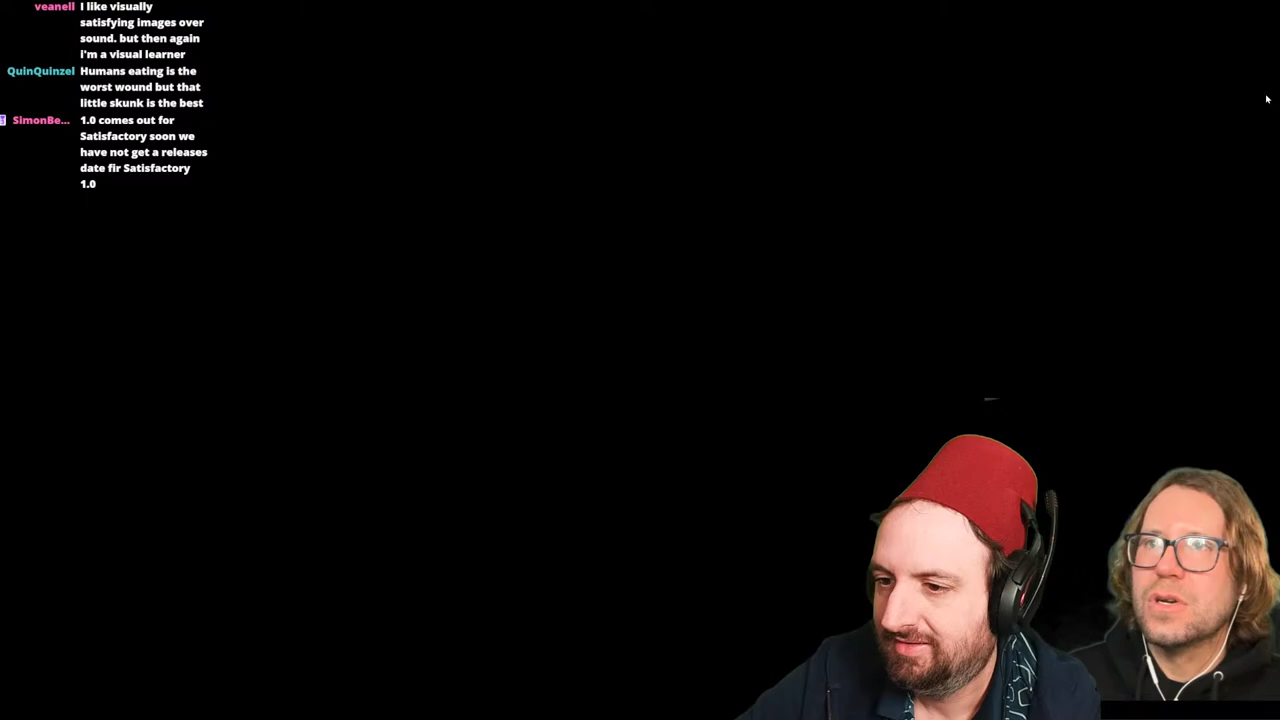 veanell I like visually
satisfying images over
sound. but then again
i'm a visual learner
QuinQuinzel Humans eating is the
worst wound but that
little skunk is the best
SimonBe... 1.0 comes out for
Satisfactory soon we
have not get a releases
date fir Satisfactory
1.0